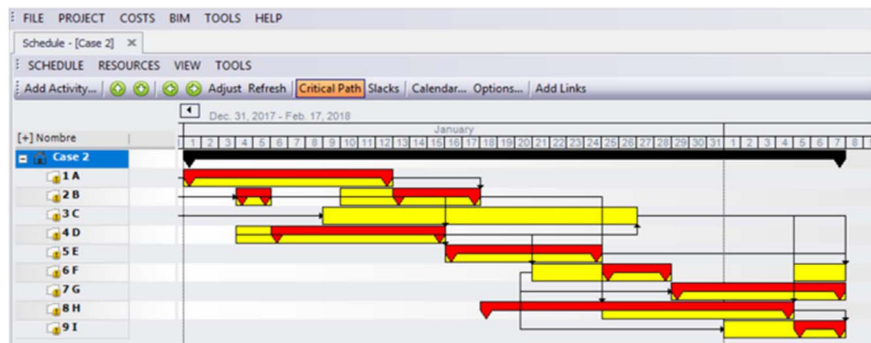 FILE PROJECT COSTS BIM TOOLS HELP
Schedule - [Case 2] ×
SCHEDULE RESOURCES VIEW TOOLS
Add Activity... Adjust Refresh Critical Path Slacks Calendar... Options... Add Links
Dec. 31, 2017 - Feb. 17, 2018
[+] Nombre
January
1 2 3 4 5 6 7 8 9 10 11 12 13 14 15 16 17 18 19 20 21 22 23 24 25 26 27 28 29 30 31 1 2 3 4 5 6 7 8
Case 2
1 A
2 B
3 C
4 D
5 E
6 F
7 G
8 H
9 I